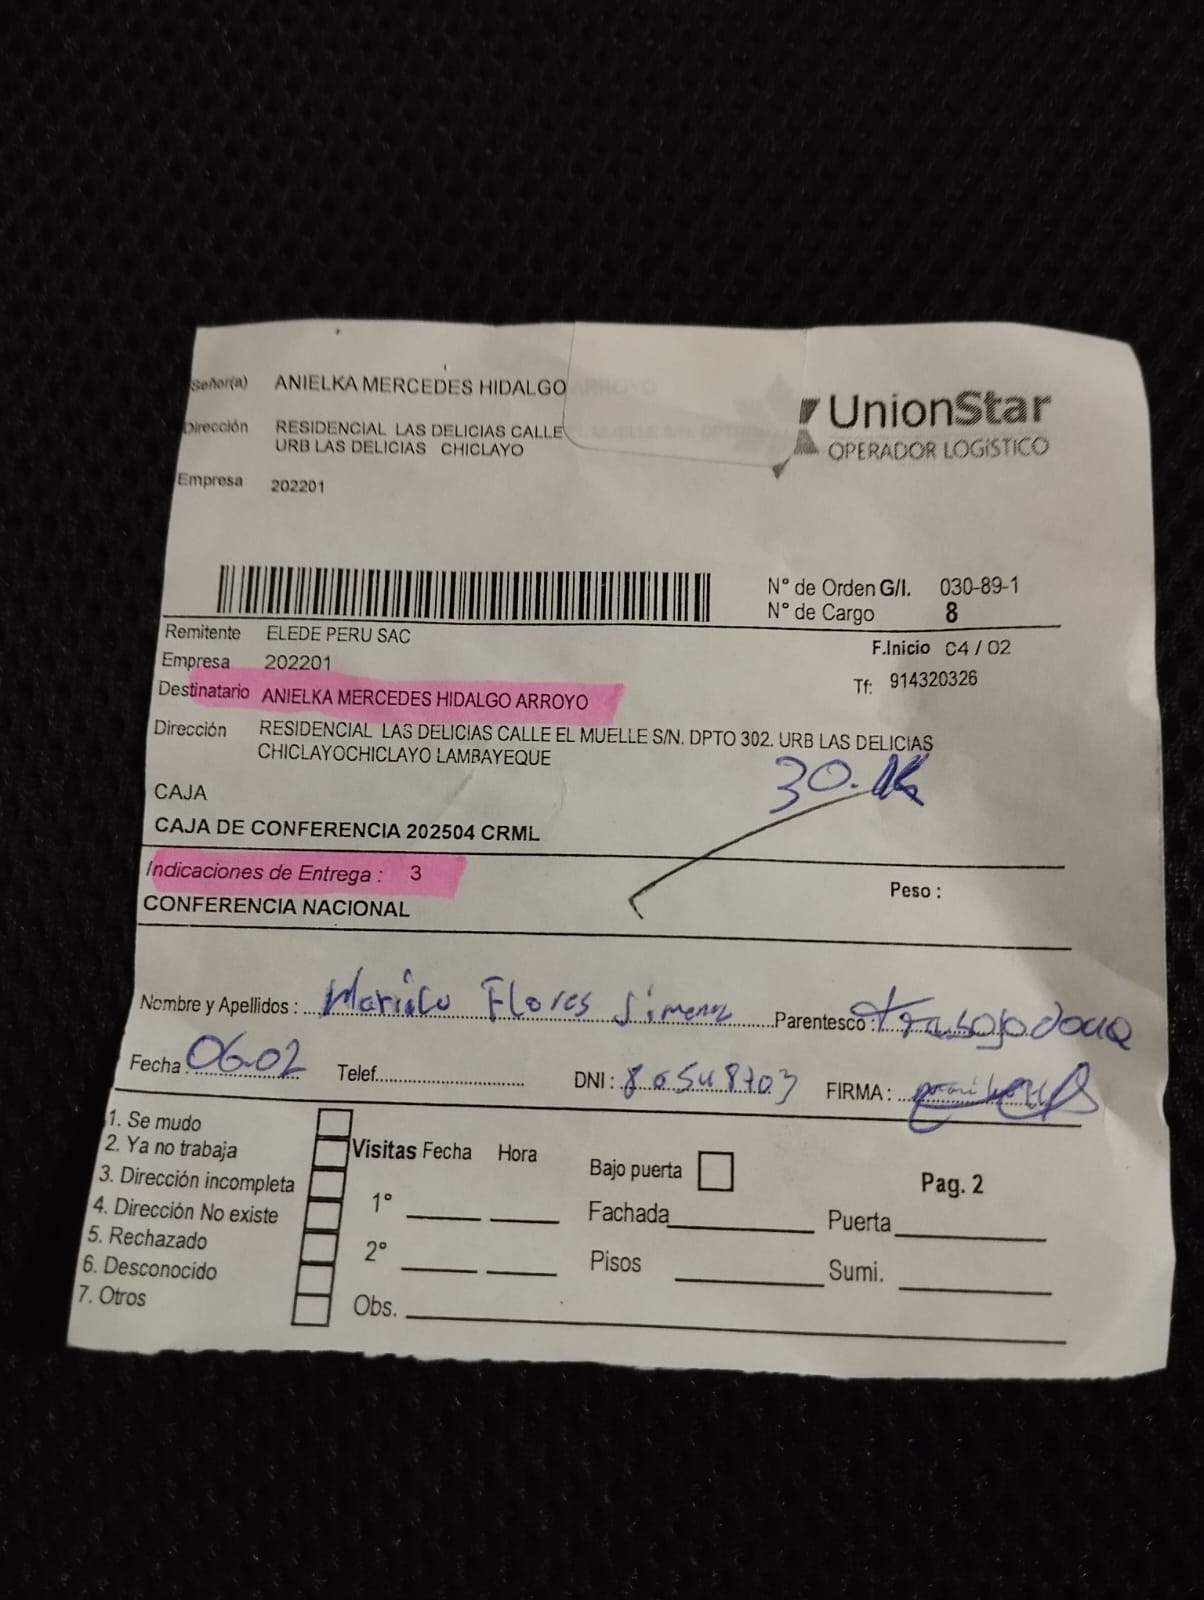 Señor(a) ANIELKA MERCEDES HIDALGO
Dirección RESIDENCIAL LAS DELICIAS CALLE
URB LAS DELICIAS CHICLAYO
Empresa 202201
UnionStar
OPERADOR LOGÍSTICO
N° de Orden G/I. 030-89-1
N° de Cargo 8
Remitente ELEDE PERU SAC
F.Inicio 04 / 02
Empresa 202201
Tf: 914320326
Destinatario ANIELKA MERCEDES HIDALGO ARROYO
Dirección RESIDENCIAL LAS DELICIAS CALLE EL MUELLE S/N. DPTO 302. URB LAS DELICIAS
CHICLAYOCHICLAYO LAMBAYEQUE
30.K
CAJA
CAJA DE CONFERENCIA 202504 CRML
Indicaciones de Entrega : 3
Peso :
CONFERENCIA NACIONAL
Nombre y Apellidos : Flores Jimenez Parentesco : trabajadora
Fecha 06.02 Telef. DNI : 80548703 FIRMA :
1. Se mudo
2. Ya no trabaja
3. Dirección incompleta
4. Dirección No existe
5. Rechazado
6. Desconocido
7. Otros
Visitas Fecha Hora
1°
2°
Obs.
Bajo puerta
Fachada
Pisos
Pag. 2
Puerta
Sumi.